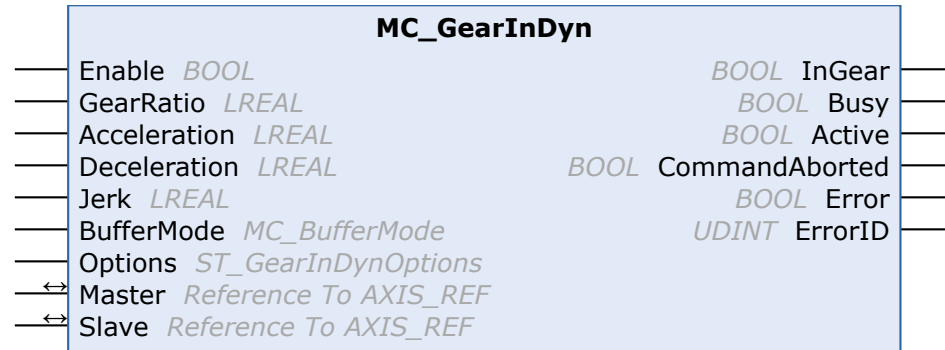 MC_GearInDyn
Enable BOOL BOOL InGear
GearRatio LREAL BOOL Busy
Acceleration LREAL BOOL Active
Deceleration LREAL BOOL CommandAborted
Jerk LREAL BOOL Error
BufferMode MC_BufferMode UDINT ErrorID
Options ST_GearInDynOptions
Master Reference To AXIS_REF
Slave Reference To AXIS_REF